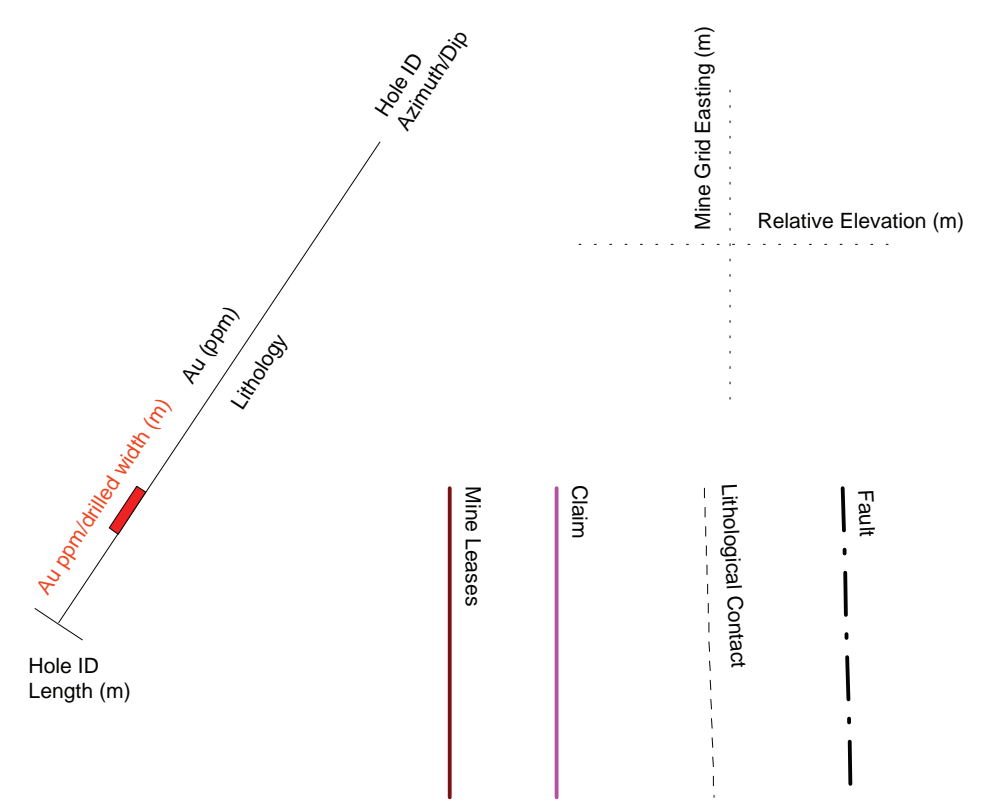 Hole ID
Azimuth/Dip
Au (ppm)
Lithology
Au ppm/drilled width (m)
Hole ID
Length (m)
Mine Grid Easting (m)
Relative Elevation (m)
Mine Leases
Claim
Lithological Contact
Fault